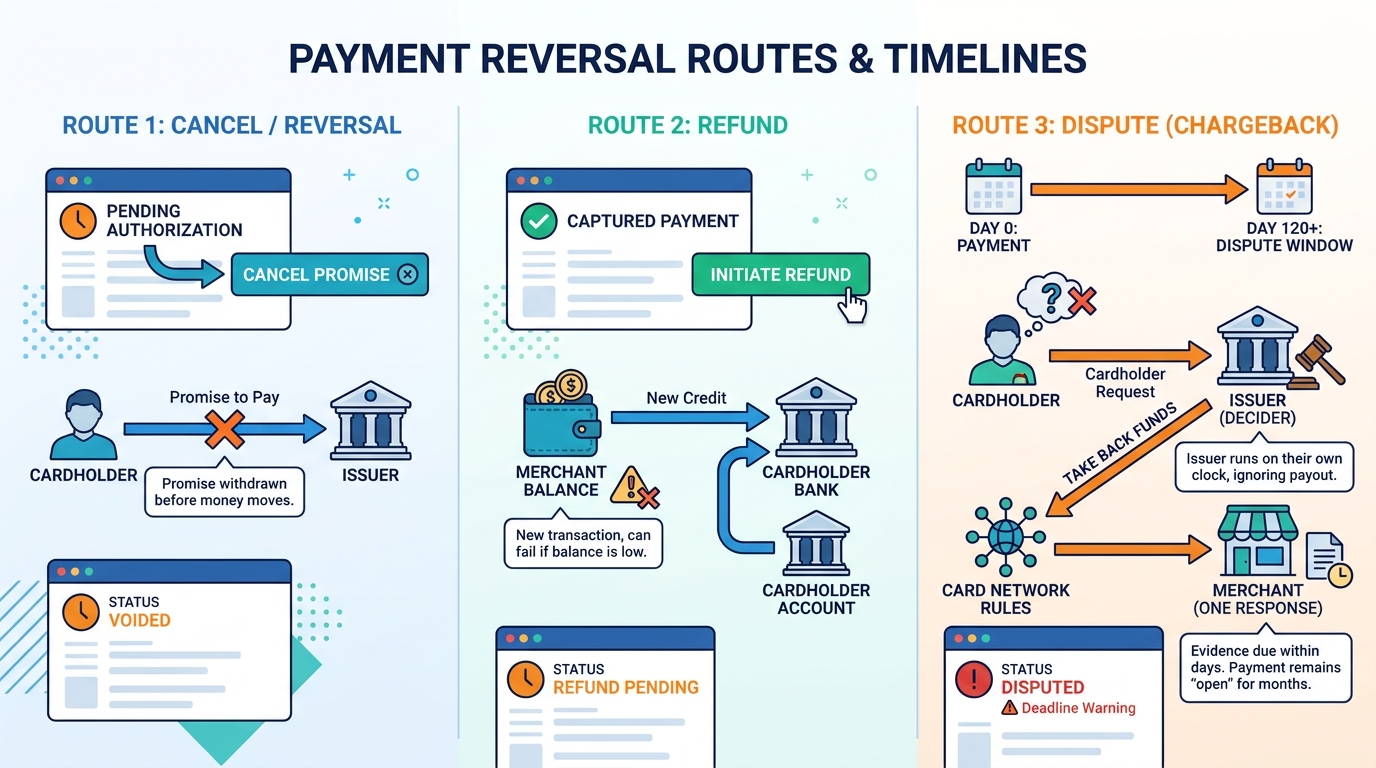 PAYMENT REVERSAL ROUTES & TIMELINES
ROUTE 1: CANCEL / REVERSAL
PENDING
AUTHORIZATION
CANCEL PROMISE
Promise to Pay
CARDHOLDER
ISSUER
Promise withdrawn
before money moves.
STATUS
VOIDED
ROUTE 2: REFUND
CAPTURED PAYMENT
INITIATE REFUND
New Credit
MERCHANT
BALANCE
CARDHOLDER
BANK
New transaction, can
fail if balance is low.
CARDHOLDER
ACCOUNT
STATUS
REFUND PENDING
ROUTE 3: DISPUTE (CHARGEBACK)
DAY 0:
PAYMENT
DAY 120+:
DISPUTE WINDOW
?
Cardholder
Request
CARDHOLDER
ISSUER
(DECIDER)
TAKE BACK FUNDS
Issuer runs on their own
clock, ignoring payout.
CARD NETWORK
RULES
MERCHANT
(ONE RESPONSE)
Evidence due within
days. Payment remains
"open" for months.
STATUS
DISPUTED
Deadline Warning